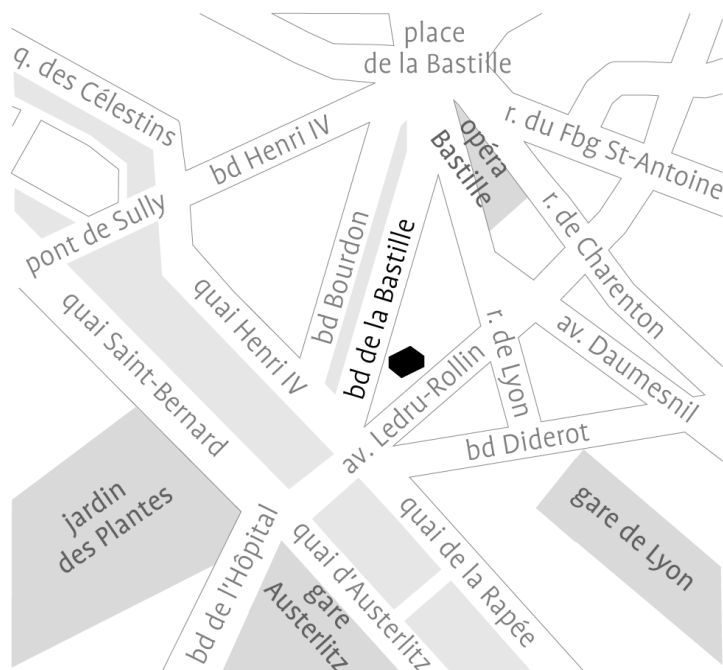 place
de la Bastille
q. des Célestins
bd Henri IV
r. du Fbg St-Antoine
opéra
Bastille
pont de Sully
bd Bourdon
bd de la Bastille
r. de Charenton
quai Saint-Bernard
quai Henri IV
r. de Lyon
av. Daumesnil
av. Ledru-Rollin
bd Diderot
jardin
des Plantes
gare de Lyon
bd de l'Hôpital
quai d'Austerlitz
quai de la Rapée
gare
Austerlitz